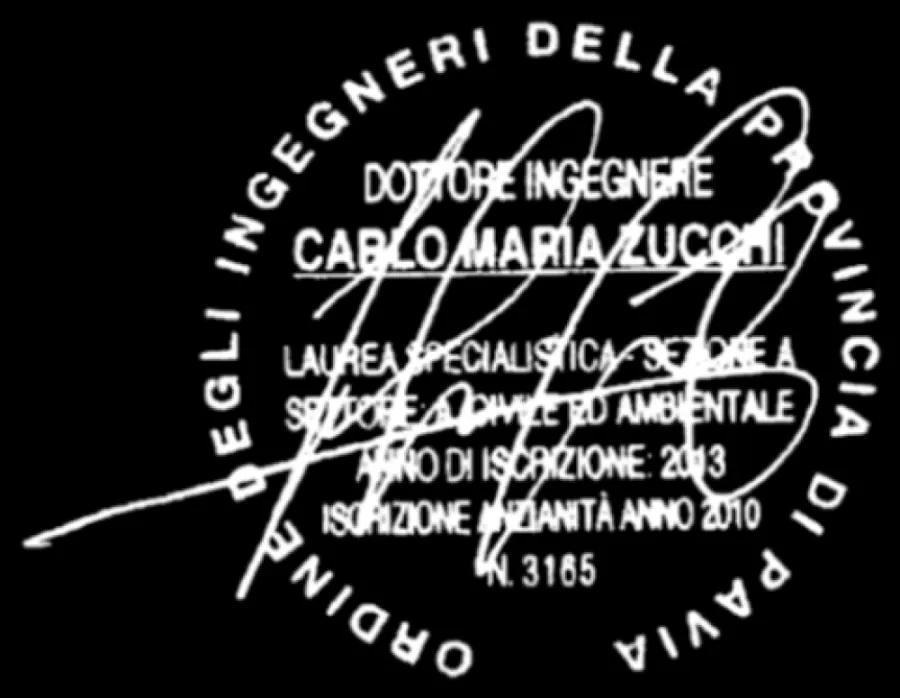 ORDINE DEGLI INGEGNERI DELLA PROVINCIA DI PAVIA
DOTTORE INGEGNERE
CARLO MARIA ZUCCHI
LAUREA SPECIALISTICA - SEZIONE A
SETTORE: A CIVILE ED AMBIENTALE
ANNO DI ISCRIZIONE: 2013
ISCRIZIONE ANZIANITÀ ANNO 2010
N. 3165